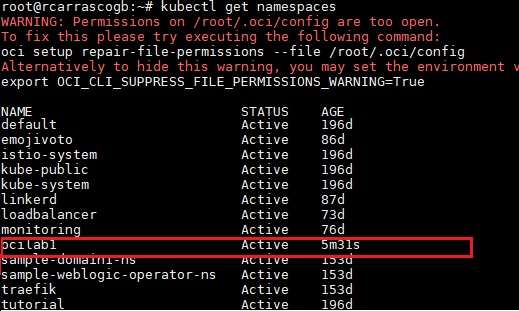 root@rcarrascogb:~# kubectl get namespaces
WARNING: Permissions on /root/.oci/config are too open.
To fix this please try executing the following command:
oci setup repair-file-permissions --file /root/.oci/config
Alternatively to hide this warning, you may set the environment v
export OCI_CLI_SUPPRESS_FILE_PERMISSIONS_WARNING=True
NAME STATUS AGE
default Active 196d
emojivoto Active 86d
istio-system Active 196d
kube-public Active 196d
kube-system Active 196d
linkerd Active 87d
loadbalancer Active 73d
monitoring Active 76d
ocilab1 Active 5m31s
sample-domain1-ns Active 153d
sample-weblogic-operator-ns Active 153d
traefik Active 153d
tutorial Active 196d